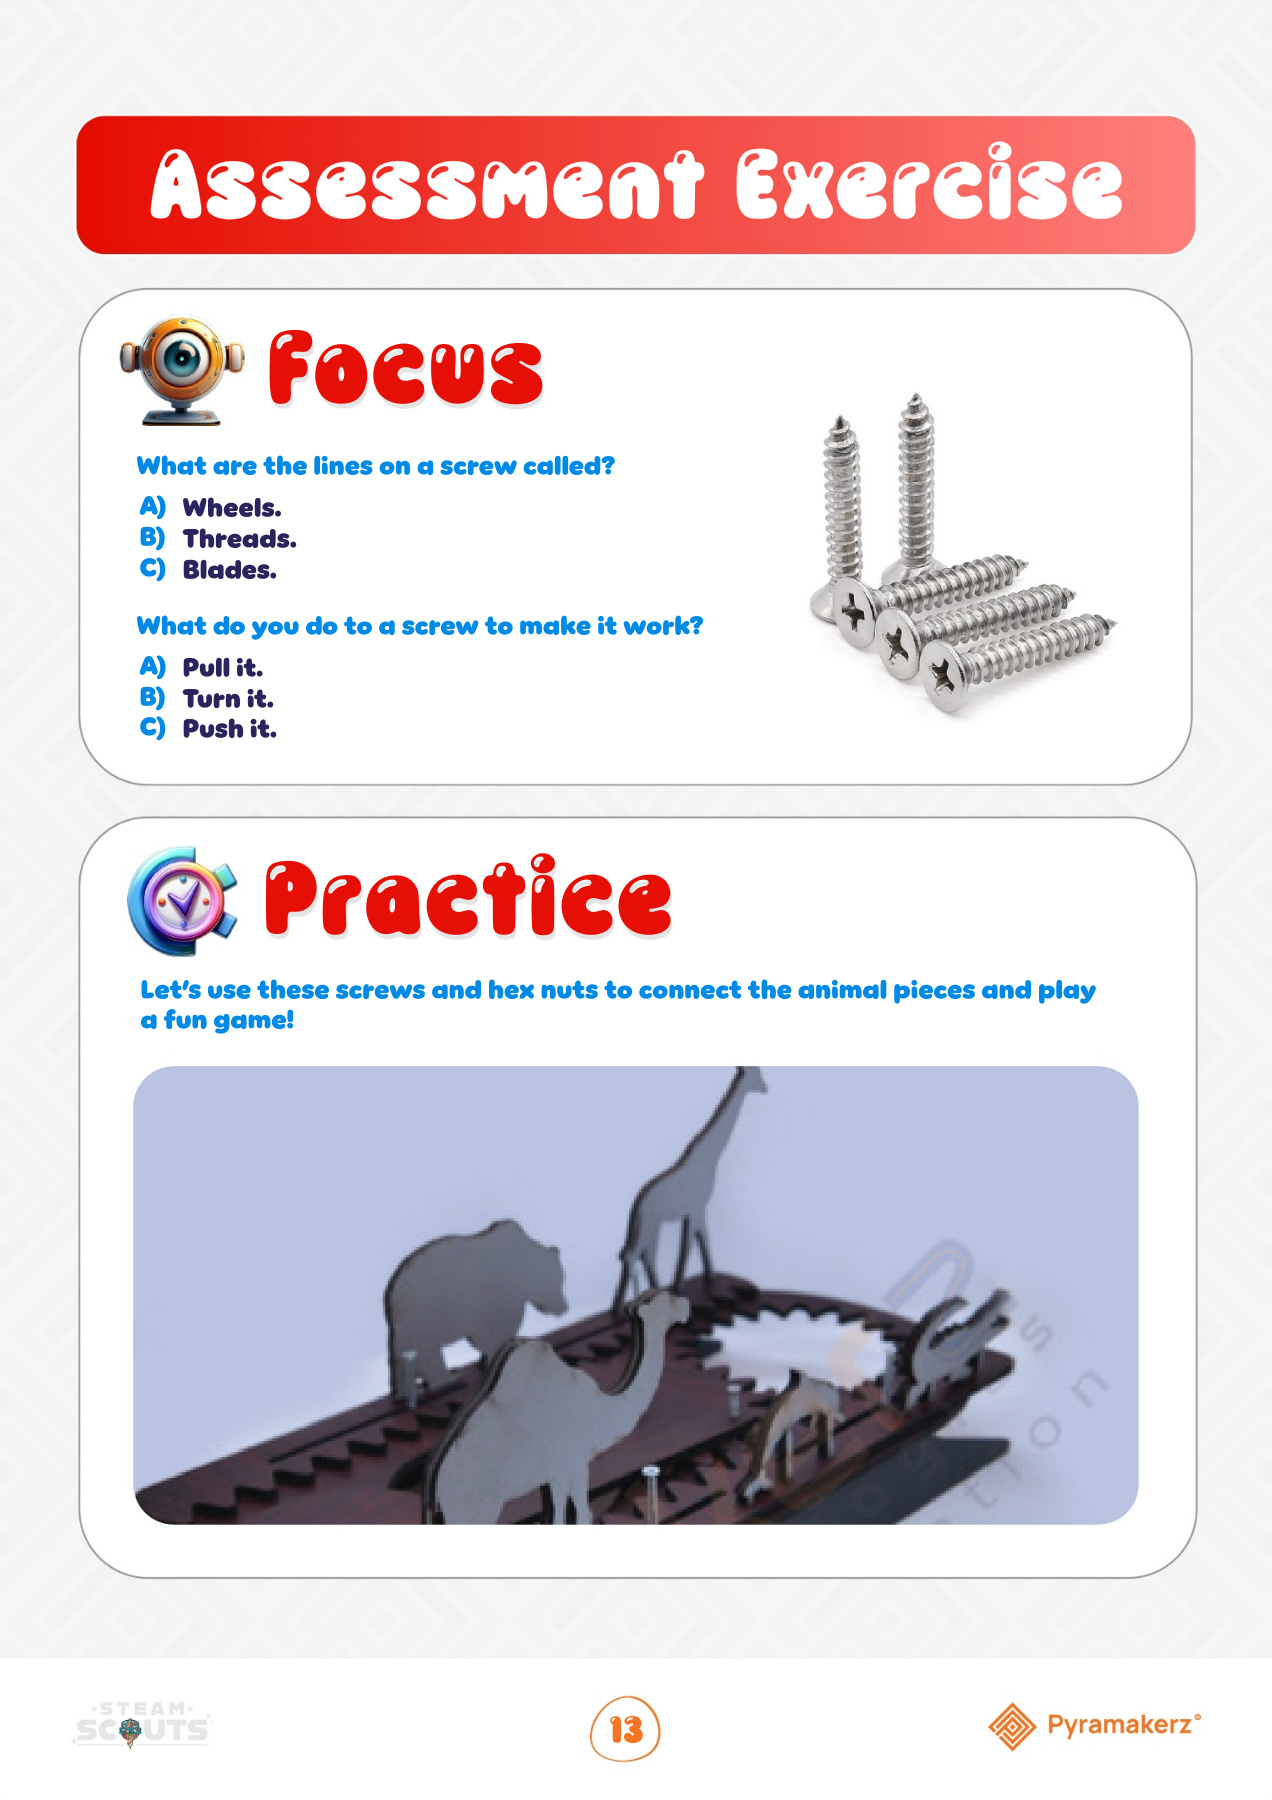 Assessment Exercise
Focus
What are the lines on a screw called?
A) Wheels.
B) Threads.
C) Blades.
What do you do to a screw to make it work?
A) Pull it.
B) Turn it.
C) Push it.
Practice
Let's use these screws and hex nuts to connect the animal pieces and play
a fun game!
STEAM
SCOUTS
13
Pyramakerz®